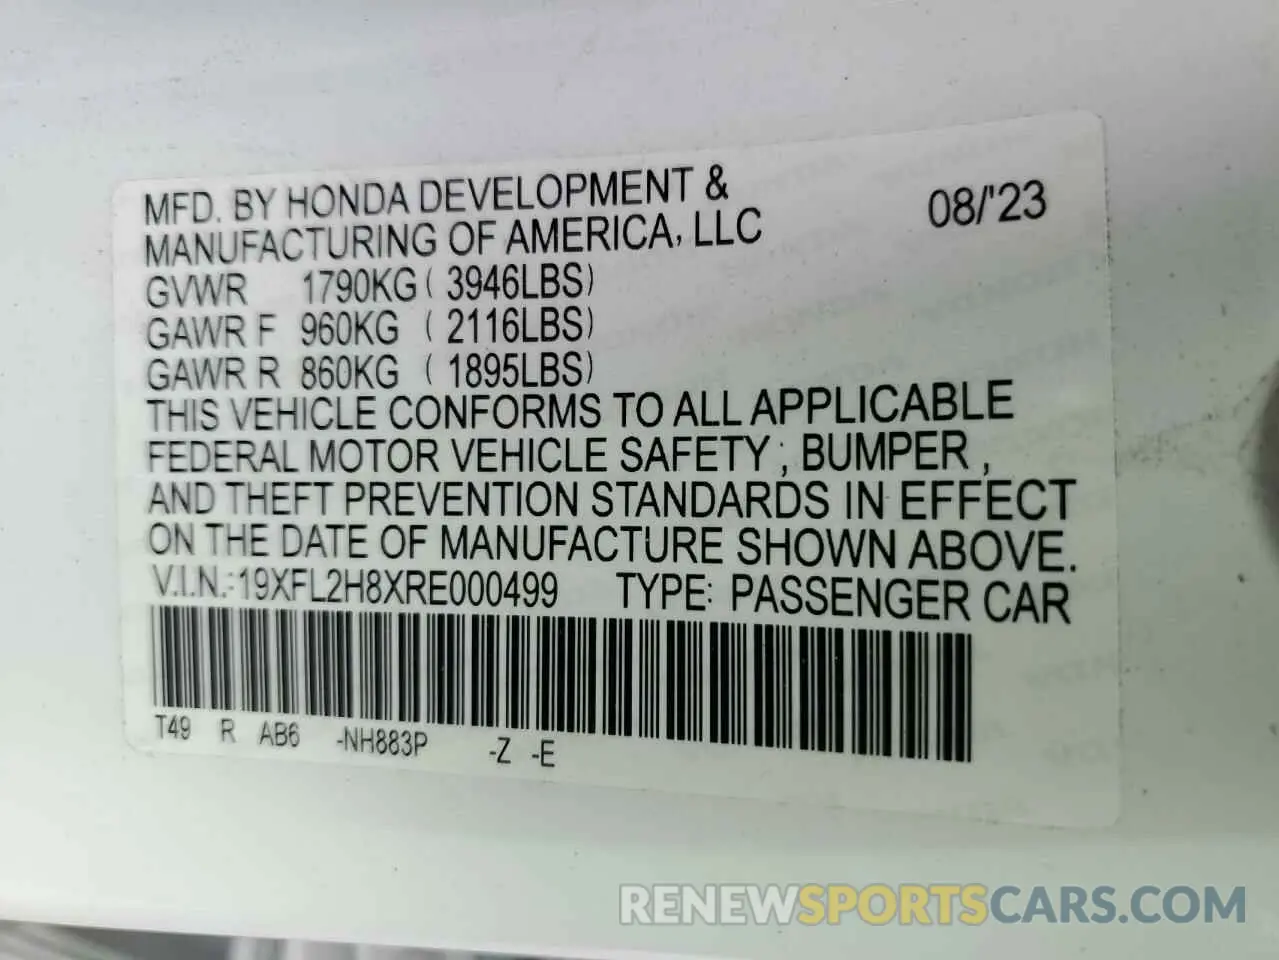 MFD. BY HONDA DEVELOPMENT &
MANUFACTURING OF AMERICA, LLC 08/'23
GVWR 1790KG ( 3946LBS)
GAWR F 960KG ( 2116LBS)
GAWR R 860KG ( 1895LBS)
THIS VEHICLE CONFORMS TO ALL APPLICABLE
FEDERAL MOTOR VEHICLE SAFETY , BUMPER ,
AND THEFT PREVENTION STANDARDS IN EFFECT
ON THE DATE OF MANUFACTURE SHOWN ABOVE.
V.I.N.: 19XFL2H8XRE000499 TYPE: PASSENGER CAR
T49 R AB6 -NH883P -Z -E
RENEWSPORTSCARS.COM